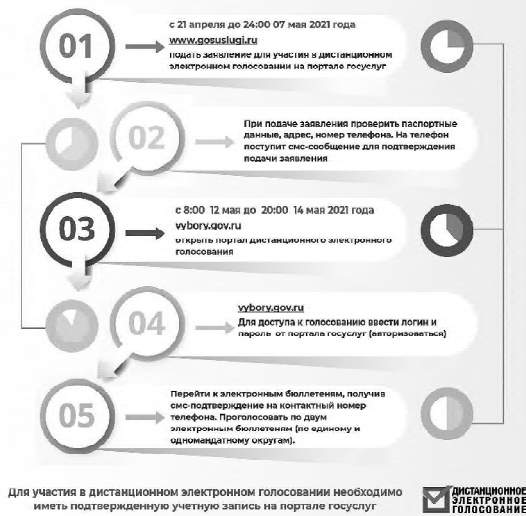 01
с 21 апреля до 24:00 07 мая 2021 года
www.gosuslugi.ru
подать заявление для участия в дистанционном
электронном голосовании на портале госуслуг
02
При подаче заявления проверить паспортные
данные, адрес, номер телефона. На телефон
поступит смс-сообщение для подтверждения
подачи заявления
03
с 8:00 12 мая до 20:00 14 мая 2021 года
vybory.gov.ru
открыть портал дистанционного электронного
голосования
04
vybory.gov.ru
Для доступа к голосованию ввести логин и
пароль от портала госуслуг (авторизоваться)
05
Перейти к электронным бюллетеням, получив
смс-подтверждение на контактный номер
телефона. Проголосовать по двум
электронным бюллетеням (по единому и
одномандатному округам).
Для участия в дистанционном электронном голосовании необходимо
иметь подтвержденную учетную запись на портале госуслуг
ДИСТАНЦИОННОЕ
ЭЛЕКТРОННОЕ
ГОЛОСОВАНИЕ